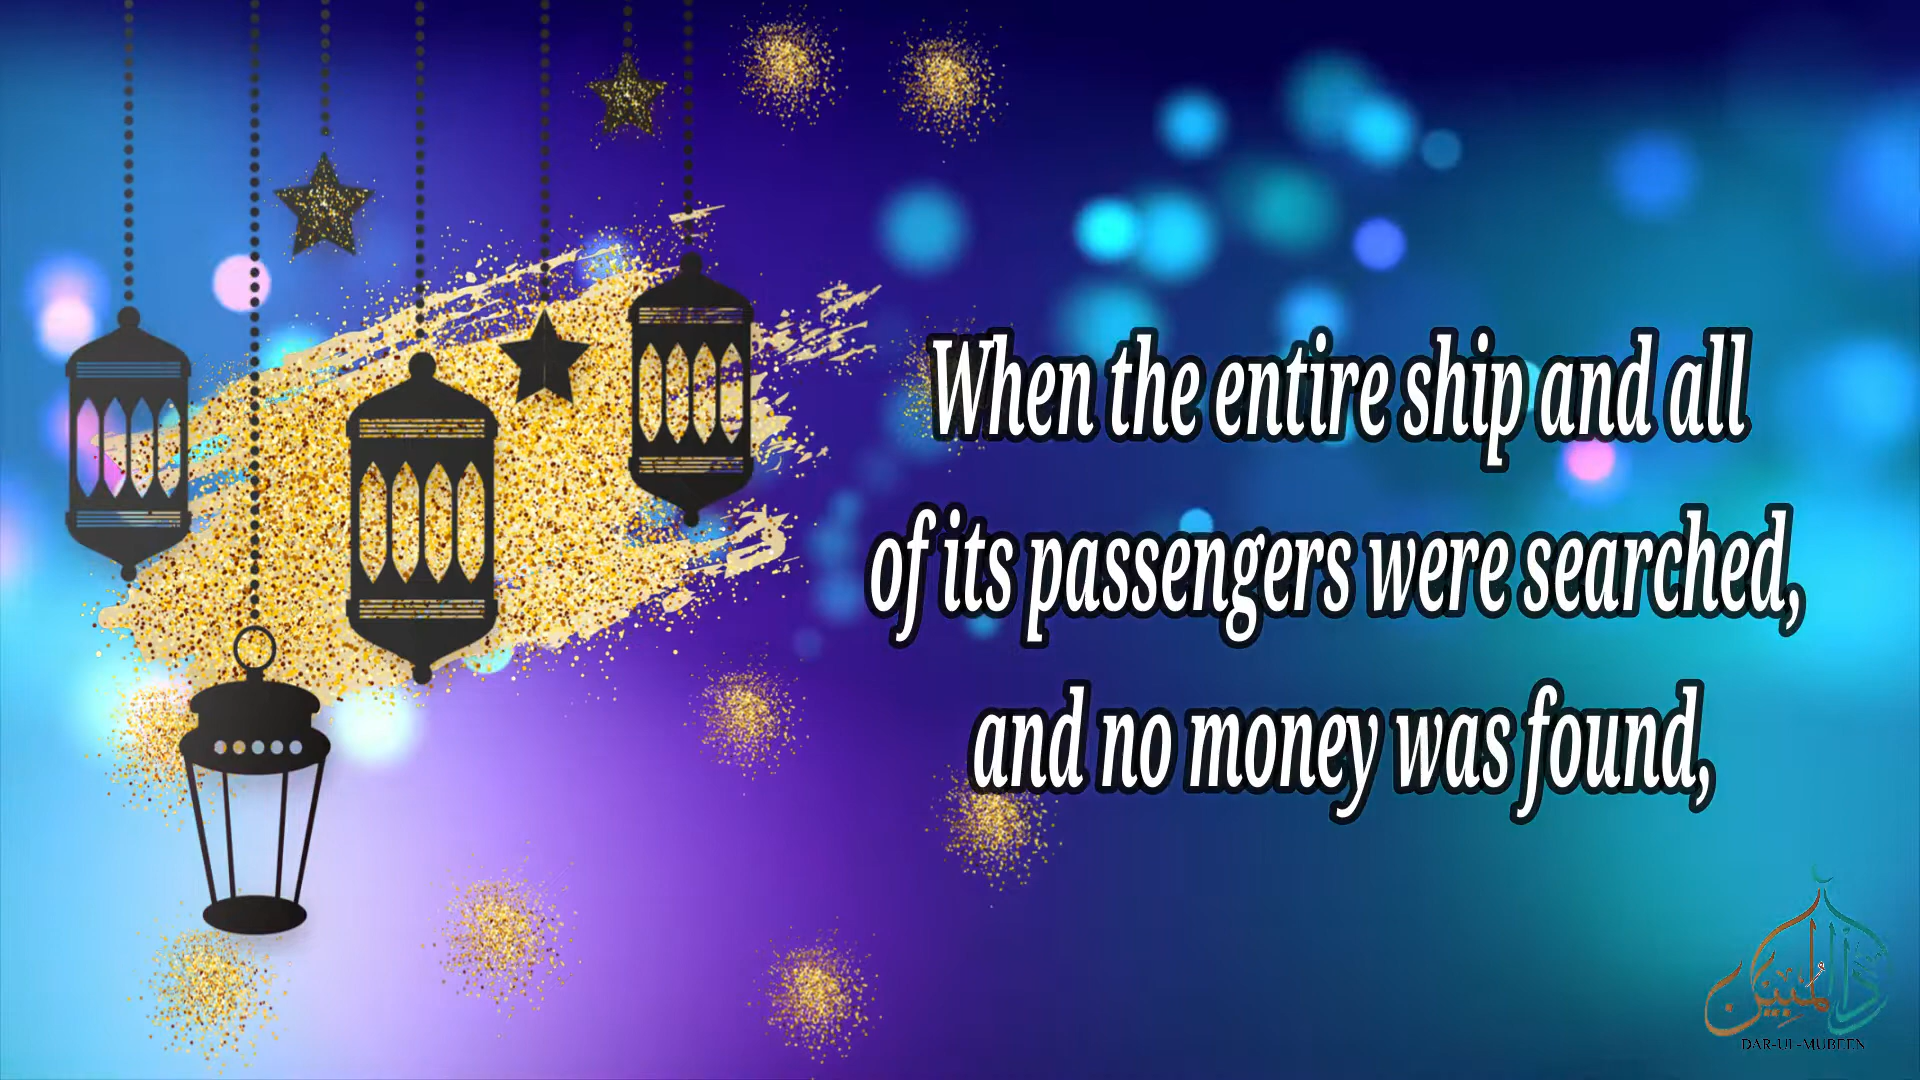 When the entire ship and all
of its passengers were searched,
and no money was found,
دارالمبين
DAR-UL-MUBEEN